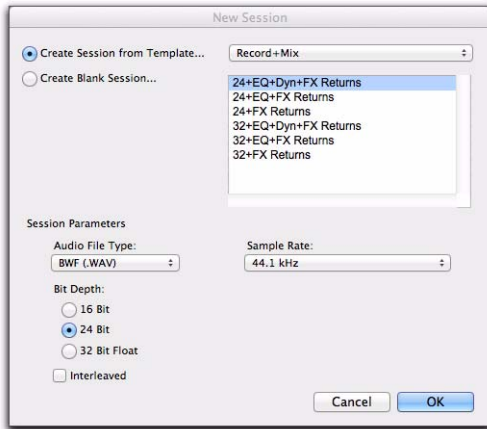 New Session
Create Session from Template...
Record+Mix
Create Blank Session...
24+EQ+Dyn+FX Returns
24+EQ+FX Returns
24+FX Returns
32+EQ+Dyn+FX Returns
32+EQ+FX Returns
32+FX Returns
Session Parameters
Audio File Type:
Sample Rate:
BWF (.WAV)
44.1 kHz
Bit Depth:
16 Bit
24 Bit
32 Bit Float
Interleaved
Cancel
OK